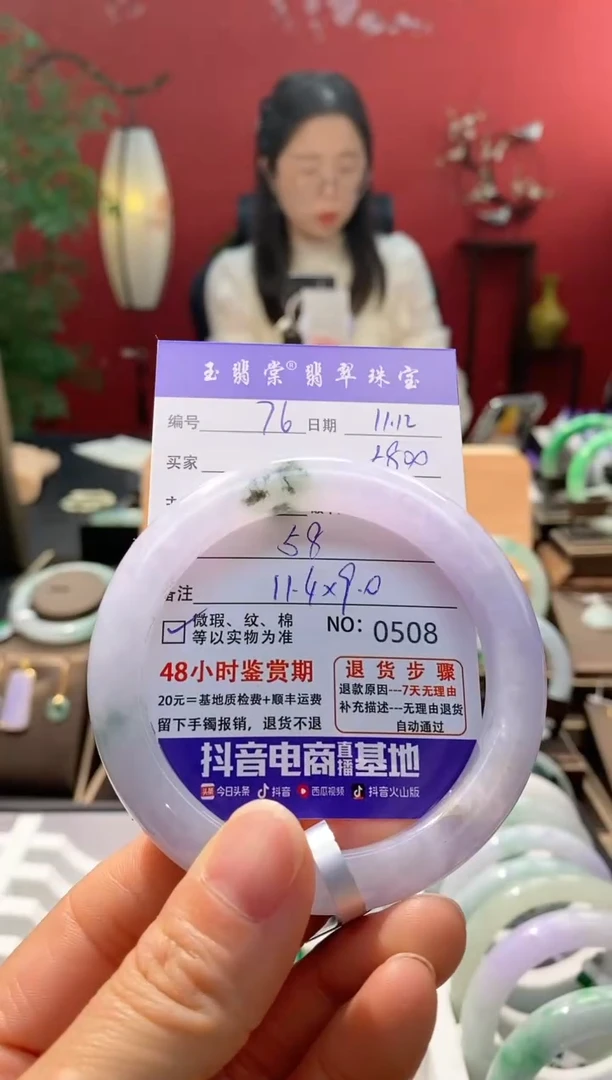 玉翡棠®翡翠珠宝
编号 76 日期 11.12
买家
58
备注 11.4×9.0
微瑕、纹、棉
等以实物为准
NO: 0508
48小时鉴赏期
20元=基地质检费+顺丰运费
留下手镯报销，退货不退
退货步骤
退款原因---7天无理由
补充描述---无理由退货
自动通过
抖音电商直播基地
头条 今日头条 抖音 西瓜视频 抖音火山版